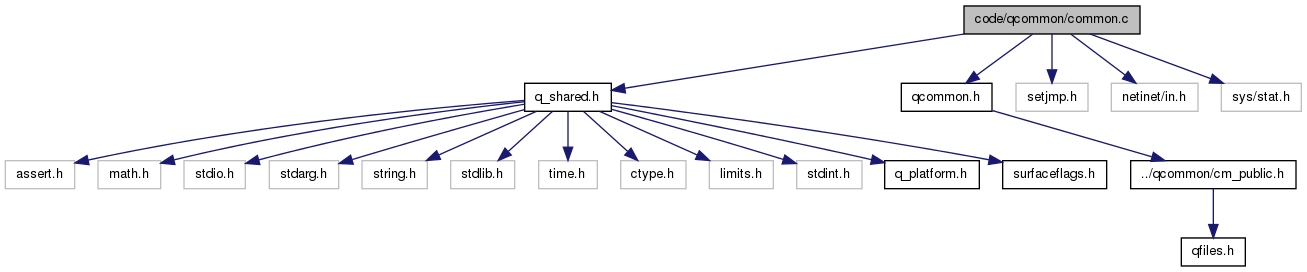 code/qcommon/common.c
q_shared.h
qcommon.h
setjmp.h
netinet/in.h
sys/stat.h
assert.h
math.h
stdio.h
stdarg.h
string.h
stdlib.h
time.h
ctype.h
limits.h
stdint.h
q_platform.h
surfaceflags.h
../qcommon/cm_public.h
qfiles.h